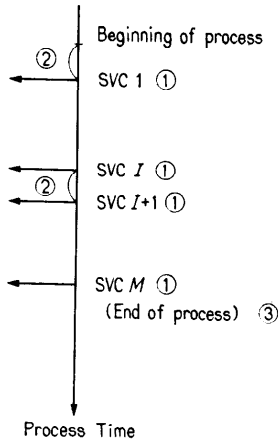 Beginning of process
②
SVC 1 ①
SVC I ①
②
SVC I+1 ①
SVC M ①
(End of process) ③
Process Time